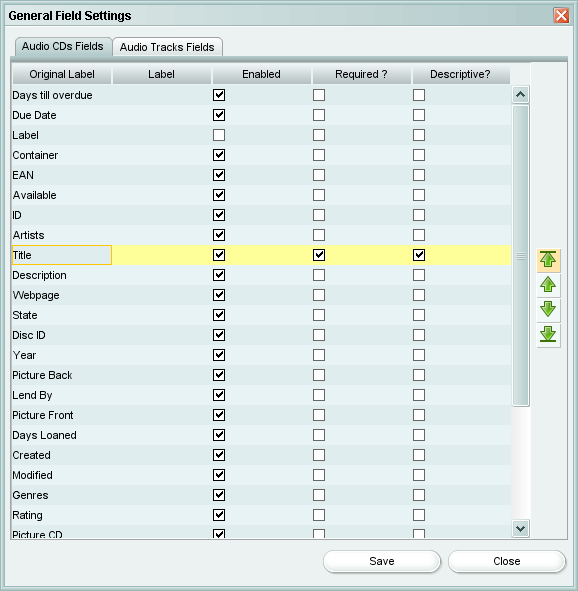 General Field Settings
Audio CDs Fields Audio Tracks Fields
Original Label Label Enabled Required ? Descriptive?
Days till overdue
Due Date
Label
Container
EAN
Available
ID
Artists
Title
Description
Webpage
State
Disc ID
Year
Picture Back
Lend By
Picture Front
Days Loaned
Created
Modified
Genres
Rating
Picture CD
Save Close